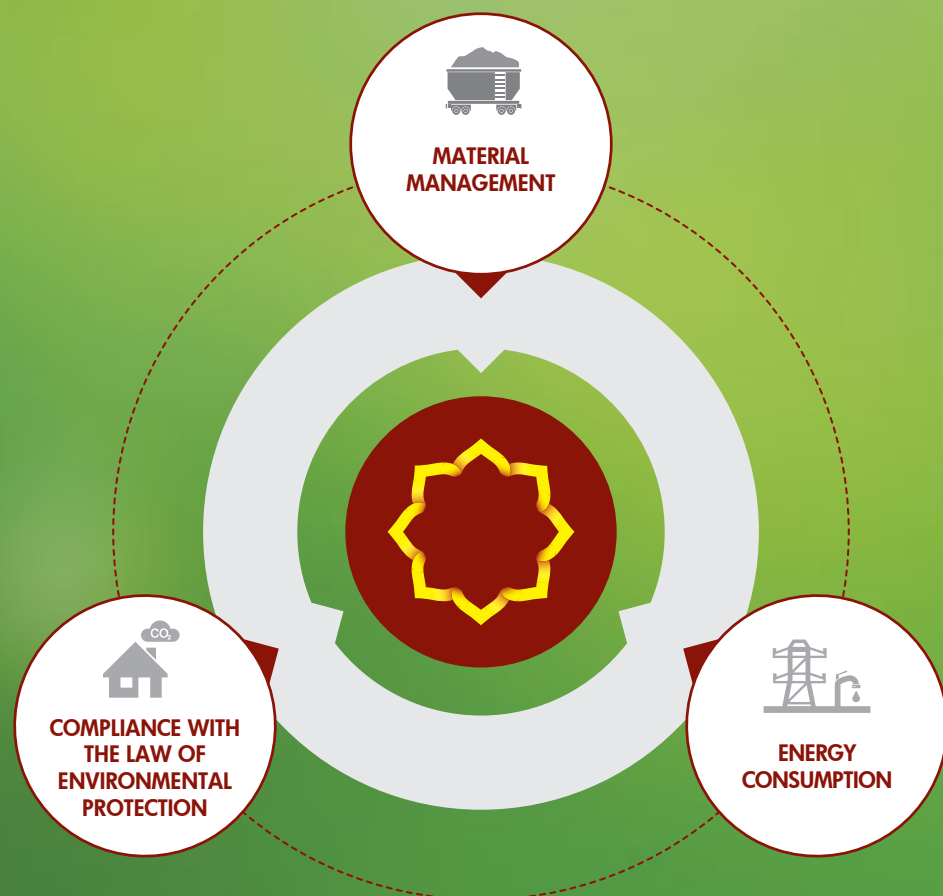 MATERIAL
MANAGEMENT
CO₂
COMPLIANCE WITH
THE LAW OF
ENVIRONMENTAL
PROTECTION
ENERGY
CONSUMPTION